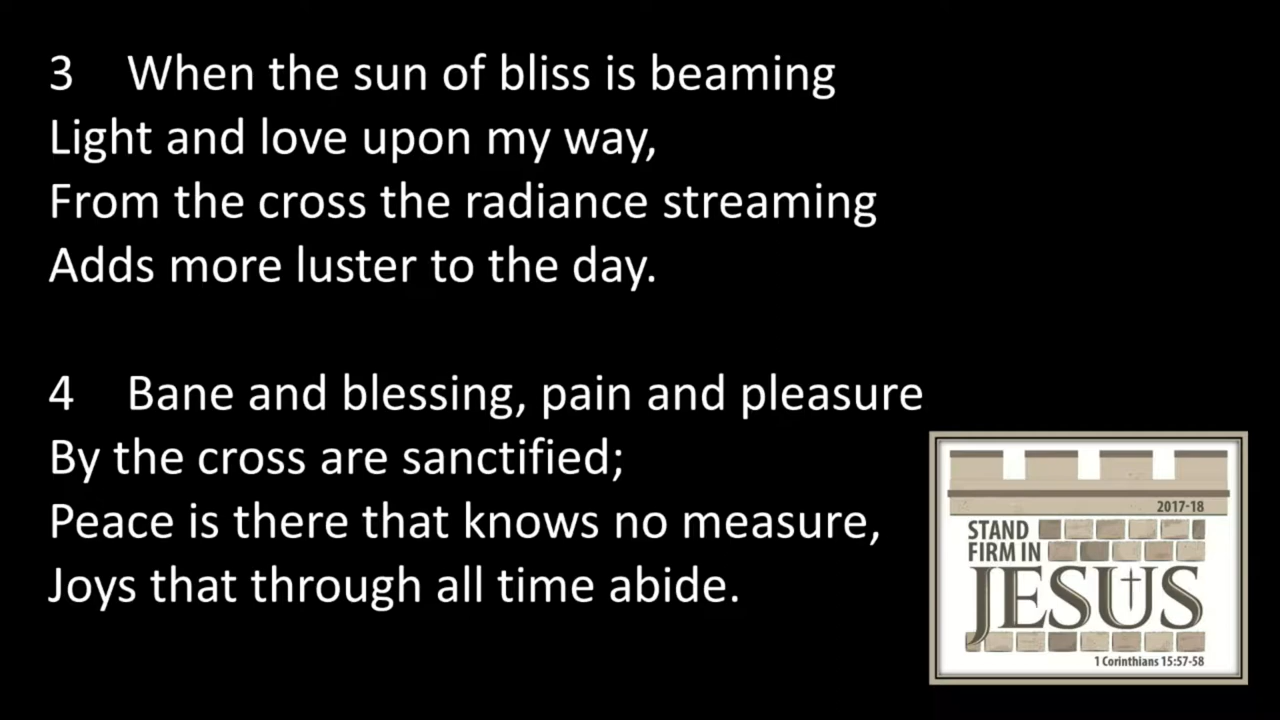 3 When the sun of bliss is beaming
Light and love upon my way,
From the cross the radiance streaming
Adds more luster to the day.
4 Bane and blessing, pain and pleasure
By the cross are sanctified;
Peace is there that knows no measure,
Joys that through all time abide.
2017-18
STAND
FIRM IN
JESUS
1 Corinthians 15:57-58